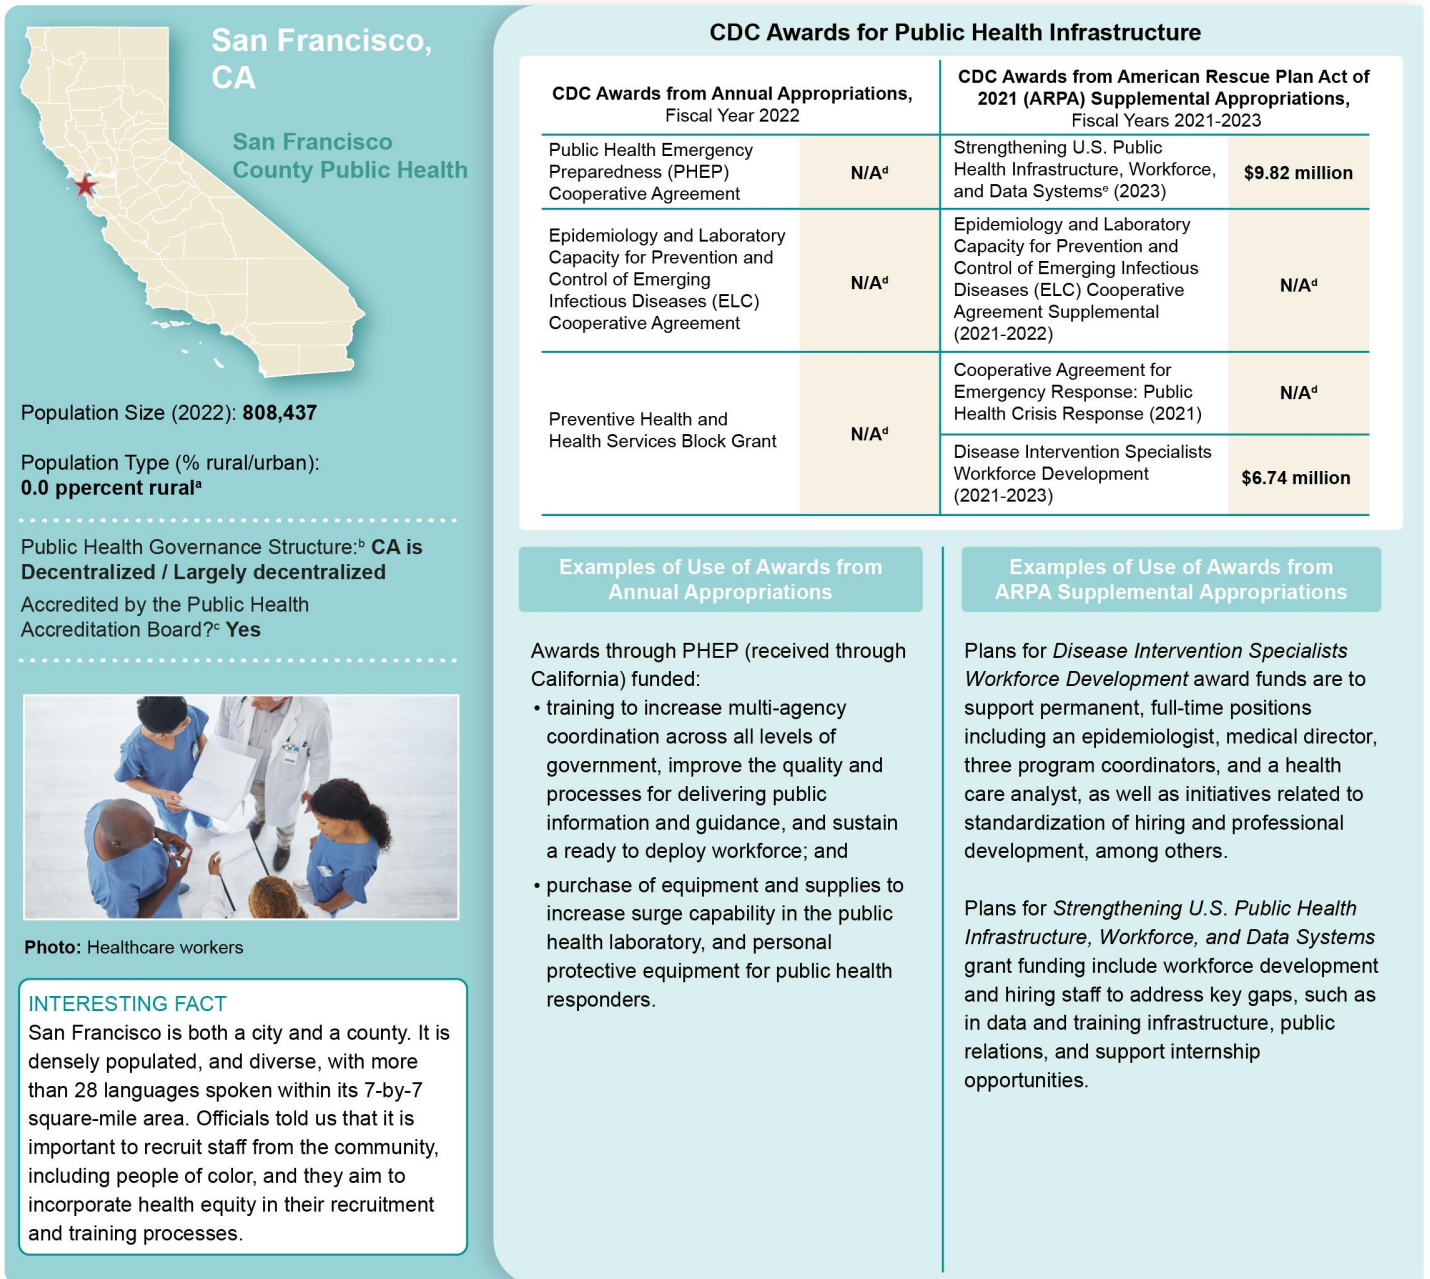 San Francisco,
CA
San Francisco
County Public Health
Population Size (2022): 808,437
Population Type (% rural/urban):
0.0 ppercent ruralᵃ
Public Health Governance Structure:ᵇ CA is
Decentralized / Largely decentralized
Accredited by the Public Health
Accreditation Board?ᶜ Yes
Photo: Healthcare workers
INTERESTING FACT
San Francisco is both a city and a county. It is
densely populated, and diverse, with more
than 28 languages spoken within its 7-by-7
square-mile area. Officials told us that it is
important to recruit staff from the community,
including people of color, and they aim to
incorporate health equity in their recruitment
and training processes.
CDC Awards for Public Health Infrastructure
CDC Awards from Annual Appropriations,
Fiscal Year 2022
Public Health Emergency
Preparedness (PHEP)
Cooperative Agreement
N/Aᵈ
Epidemiology and Laboratory
Capacity for Prevention and
Control of Emerging
Infectious Diseases (ELC)
Cooperative Agreement
N/Aᵈ
Preventive Health and
Health Services Block Grant
N/Aᵈ
CDC Awards from American Rescue Plan Act of
2021 (ARPA) Supplemental Appropriations,
Fiscal Years 2021-2023
Strengthening U.S. Public
Health Infrastructure, Workforce,
and Data Systemsᵉ (2023)
$9.82 million
Epidemiology and Laboratory
Capacity for Prevention and
Control of Emerging Infectious
Diseases (ELC) Cooperative
Agreement Supplemental
(2021-2022)
N/Aᵈ
Cooperative Agreement for
Emergency Response: Public
Health Crisis Response (2021)
N/Aᵈ
Disease Intervention Specialists
Workforce Development
(2021-2023)
$6.74 million
Examples of Use of Awards from
Annual Appropriations
Awards through PHEP (received through
California) funded:
• training to increase multi-agency
coordination across all levels of
government, improve the quality and
processes for delivering public
information and guidance, and sustain
a ready to deploy workforce; and
• purchase of equipment and supplies to
increase surge capability in the public
health laboratory, and personal
protective equipment for public health
responders.
Examples of Use of Awards from
ARPA Supplemental Appropriations
Plans for Disease Intervention Specialists
Workforce Development award funds are to
support permanent, full-time positions
including an epidemiologist, medical director,
three program coordinators, and a health
care analyst, as well as initiatives related to
standardization of hiring and professional
development, among others.
Plans for Strengthening U.S. Public Health
Infrastructure, Workforce, and Data Systems
grant funding include workforce development
and hiring staff to address key gaps, such as
in data and training infrastructure, public
relations, and support internship
opportunities.